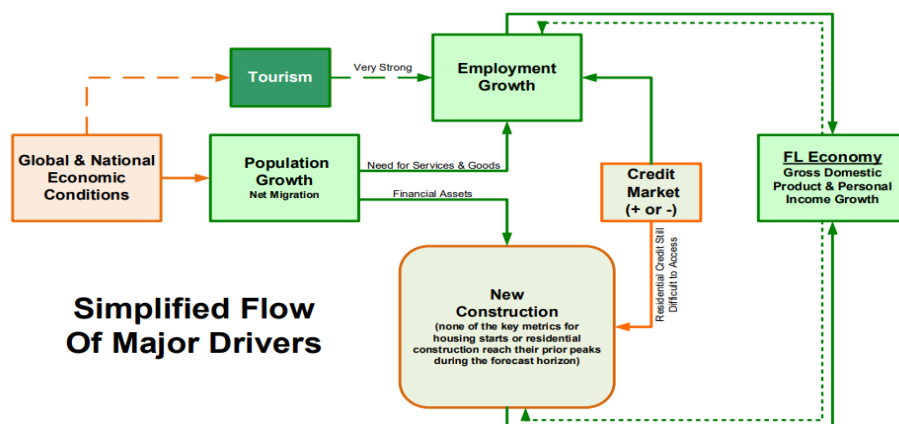 Tourism
Very Strong
Employment
Growth
Global & National
Economic
Conditions
Population
Growth
Net Migration
Need for Services & Goods
Financial Assets
Credit
Market
(+ or -)
FL Economy
Gross Domestic
Product & Personal
Income Growth
Residential Credit Still
Difficult to Access
New
Construction
(none of the key metrics for
housing starts or residential
construction reach their prior peaks
during the forecast horizon)
Simplified Flow
Of Major Drivers